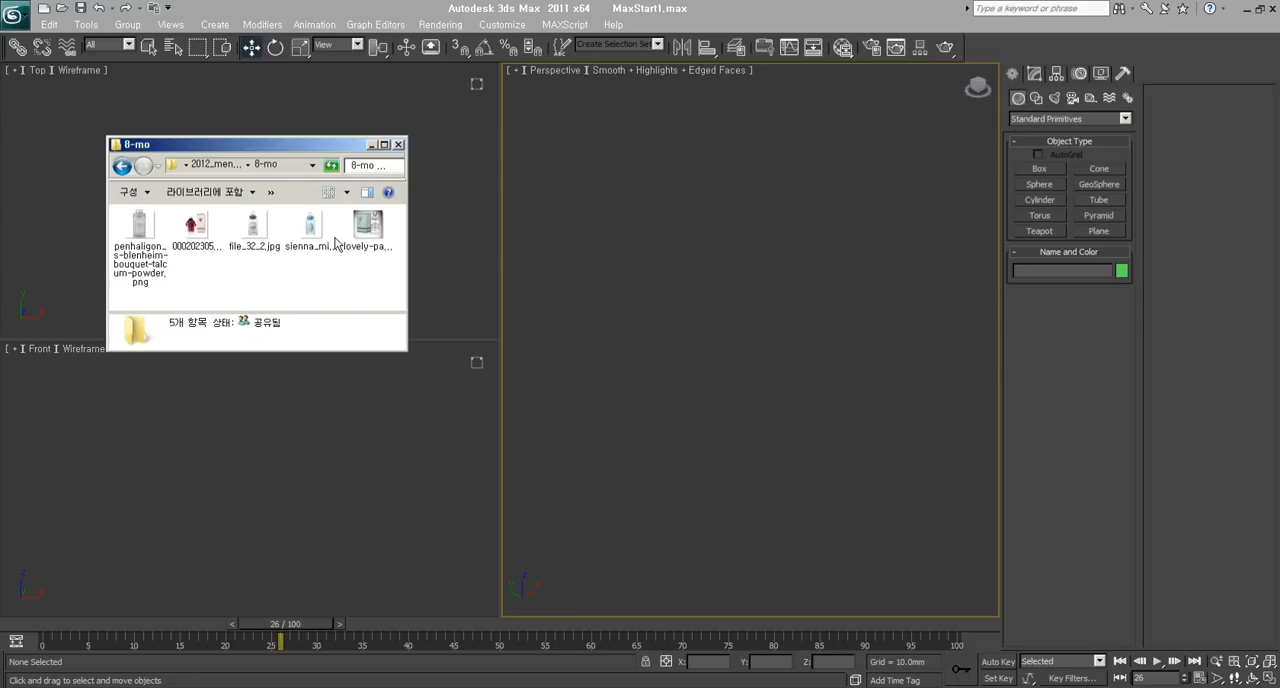 Autodesk 3ds Max 2011 x64 MaxStart1.max
Type a keyword or phrase
Edit Tools Group Views Create Modifiers Animation Graph Editors Rendering Customize MAXScript Help
All View Create Selection Set
[ + ] Top ] Wireframe ]
[ + ] Perspective ] Smooth + Highlights + Edged Faces ]
8-mo
2012_men... 8-mo 8-mo ...
구성 라이브러리에 포함 »
penhaligon_
s-blenheim-
bouquet-talc
um-powder,
png
000202305...
file_32_2.jpg
sienna_mi...
lovely-pa...
5개 항목 상태: 공유됨
[ + ] Front ] Wireframe
Standard Primitives
- Object Type
AutoGrid
Box Cone
Sphere GeoSphere
Cylinder Tube
Torus Pyramid
Teapot Plane
- Name and Color
y
z
< 26 / 100 >
0 5 10 15 20 25 30 35 40 45 50 55 60 65 70 75 80 85 90 95 100
None Selected X: Y: Z: Grid = 10.0mm Auto Key Selected
Click and drag to select and move objects Add Time Tag Set Key Key Filters... 26